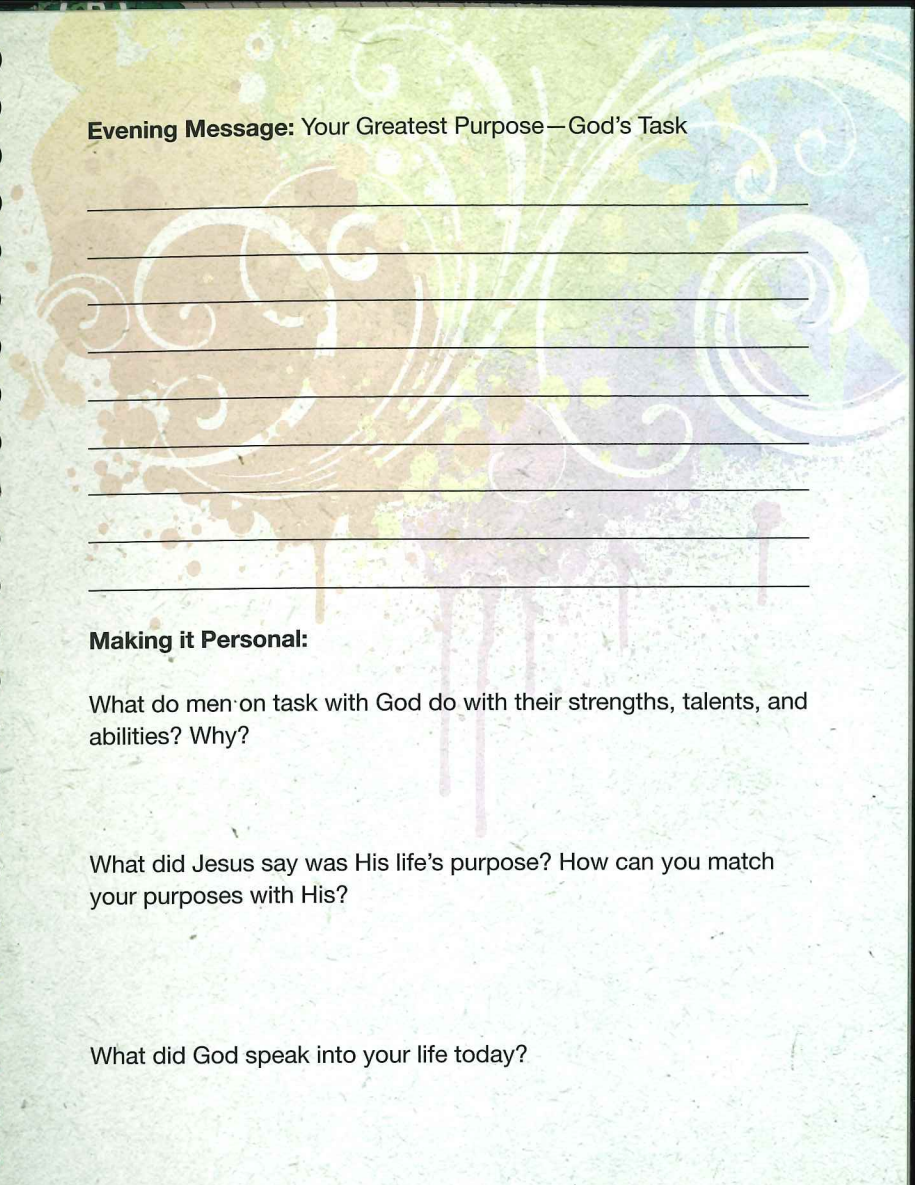 Evening Message: Your Greatest Purpose—God's Task
Making it Personal:
What do men on task with God do with their strengths, talents, and
abilities? Why?
What did Jesus say was His life's purpose? How can you match
your purposes with His?
What did God speak into your life today?